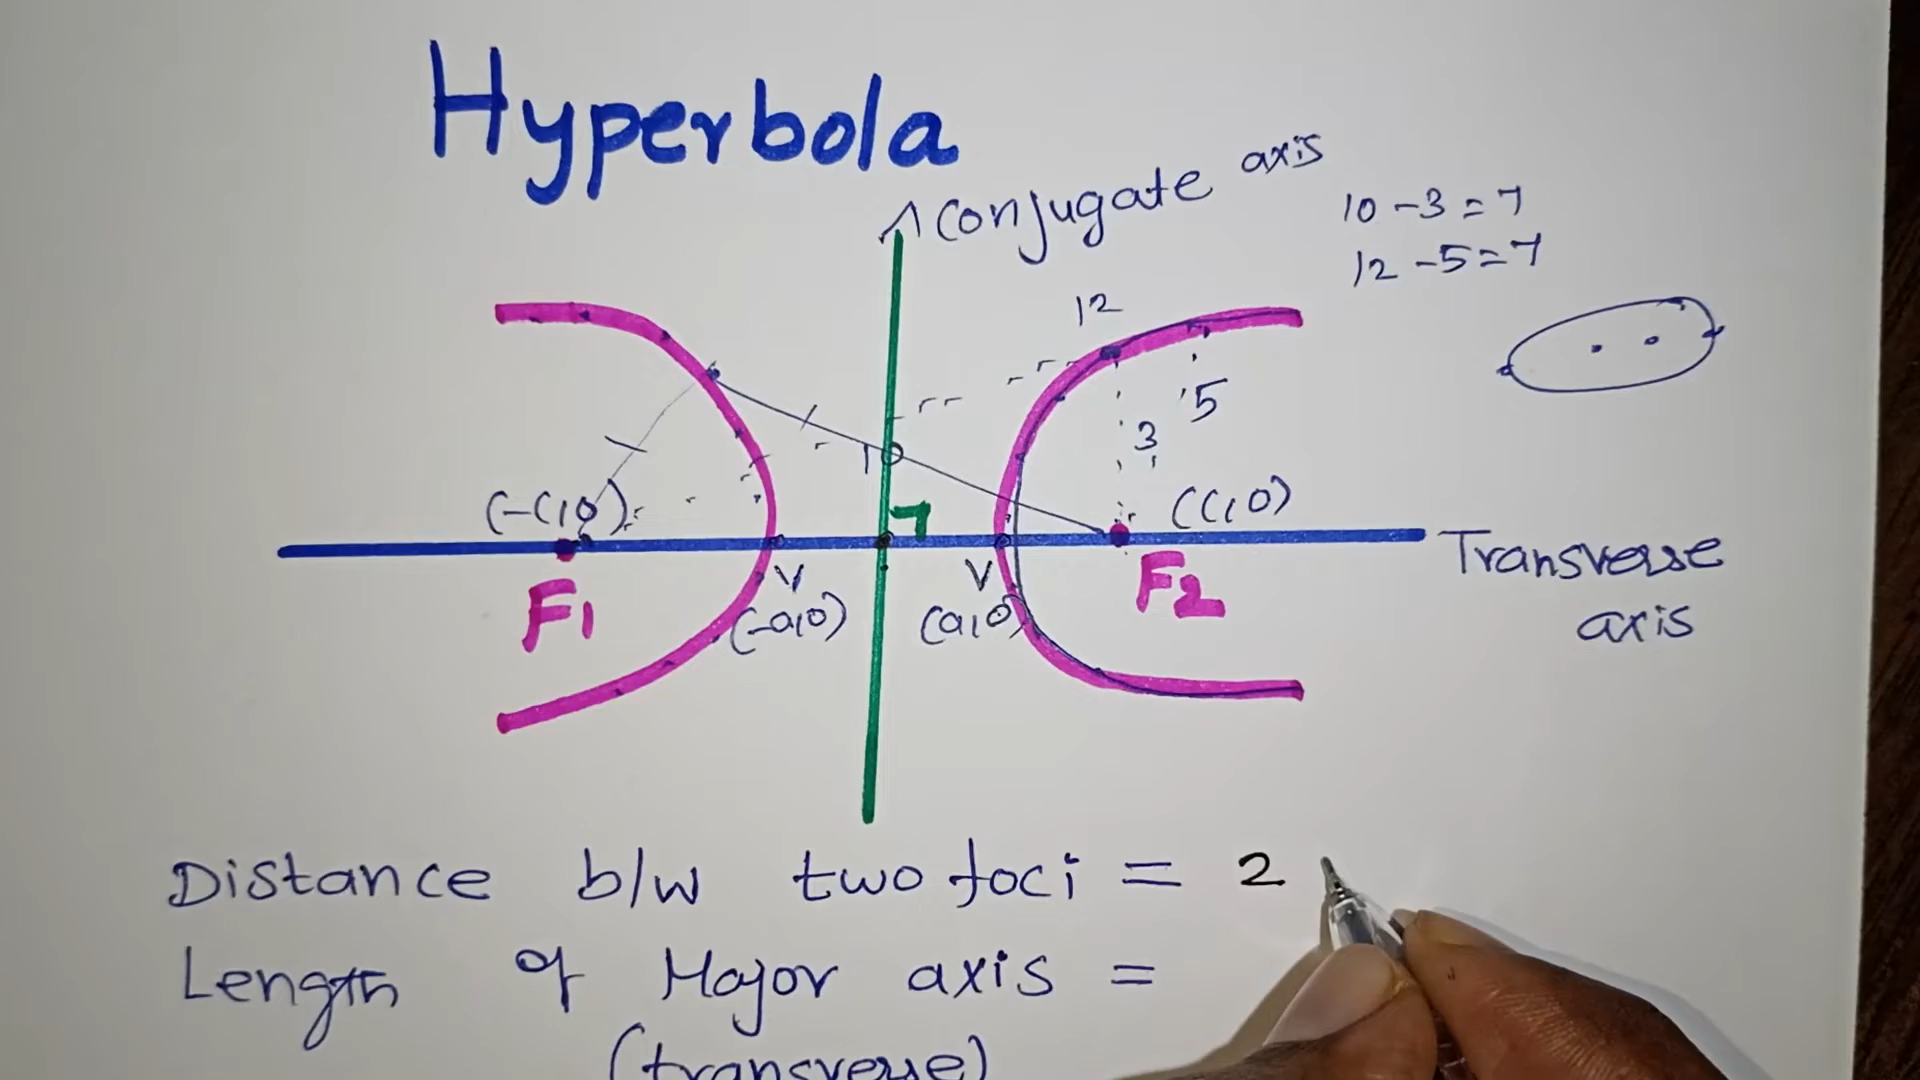 Hyperbola
conjugate axis
10 - 3 = 7
12 - 5 = 7
12
5
3
10
7
(-c,0)
(c,0)
Transverse
axis
F1
V
V
F2
(-a,0)
(a,0)
Distance b/w two foci = 2
Length of Major axis =
(transverse)